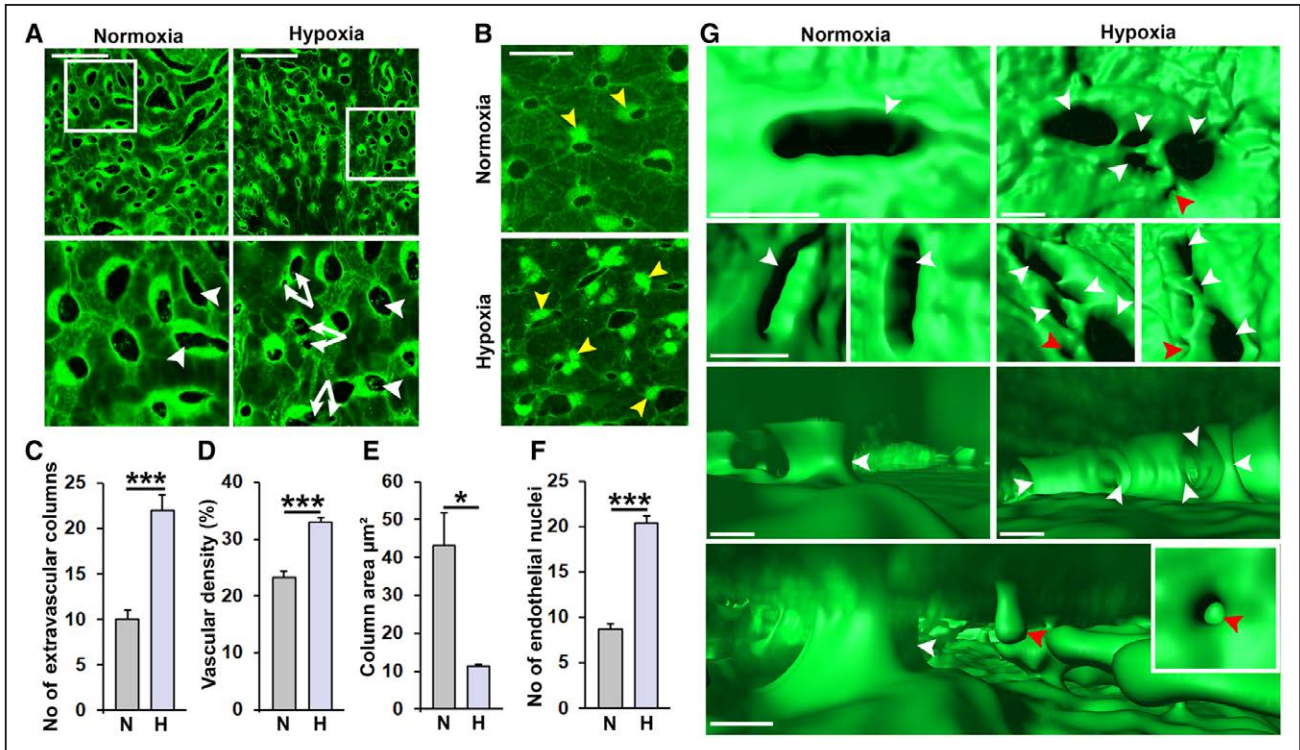 A
Normoxia
Hypoxia
B
Normoxia
Hypoxia
C
No of extravascular columns
***
25
20
15
10
5
0
N
H
D
Vascular density (%)
***
40
30
20
10
0
N
H
E
Column area µm²
*
60
50
40
30
20
10
0
N
H
F
No of endothelial nuclei
***
25
20
15
10
5
0
N
H
G
Normoxia
Hypoxia